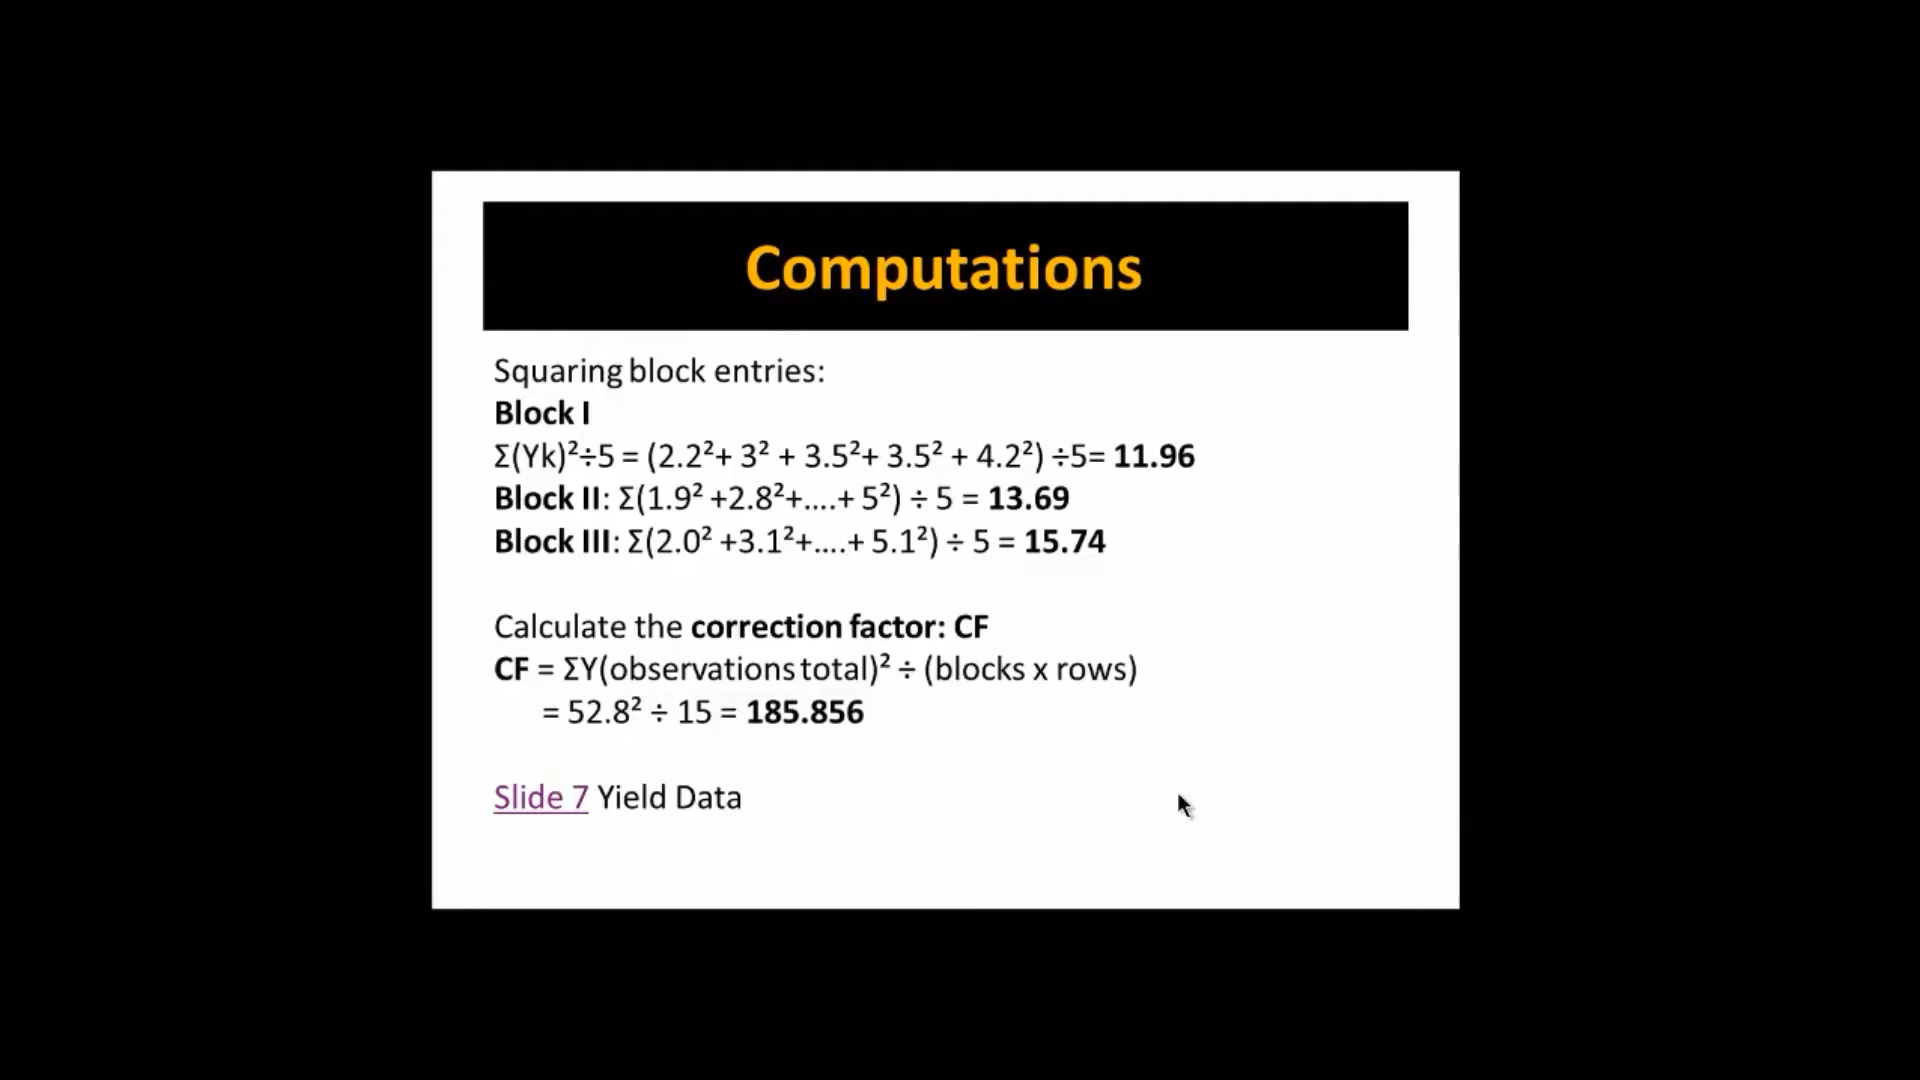 Computations
Squaring block entries:
Block I
Σ(Yk)²÷5 = (2.2²+ 3² + 3.5²+ 3.5² + 4.2²) ÷5= 11.96
Block II: Σ(1.9² +2.8²+....+ 5²) ÷ 5 = 13.69
Block III: Σ(2.0² +3.1²+....+ 5.1²) ÷ 5 = 15.74
Calculate the correction factor: CF
CF = ΣY(observations total)² ÷ (blocks x rows)
= 52.8² ÷ 15 = 185.856
Slide 7 Yield Data